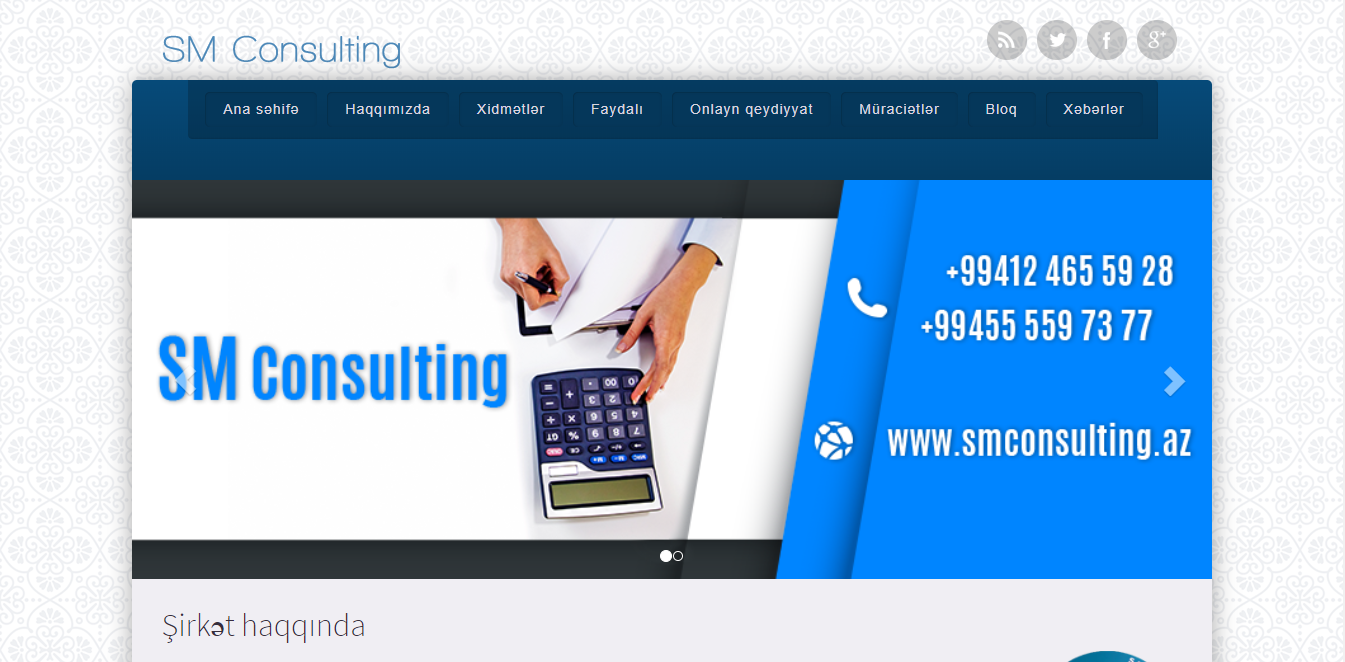 SM Consulting
Ana səhifə Haqqımızda Xidmətlər Faydalı Onlayn qeydiyyat Müraciətlər Bloq Xəbərlər
+99412 465 59 28
+99455 559 73 77
SM Consulting
www.smconsulting.az
Şirkət haqqında